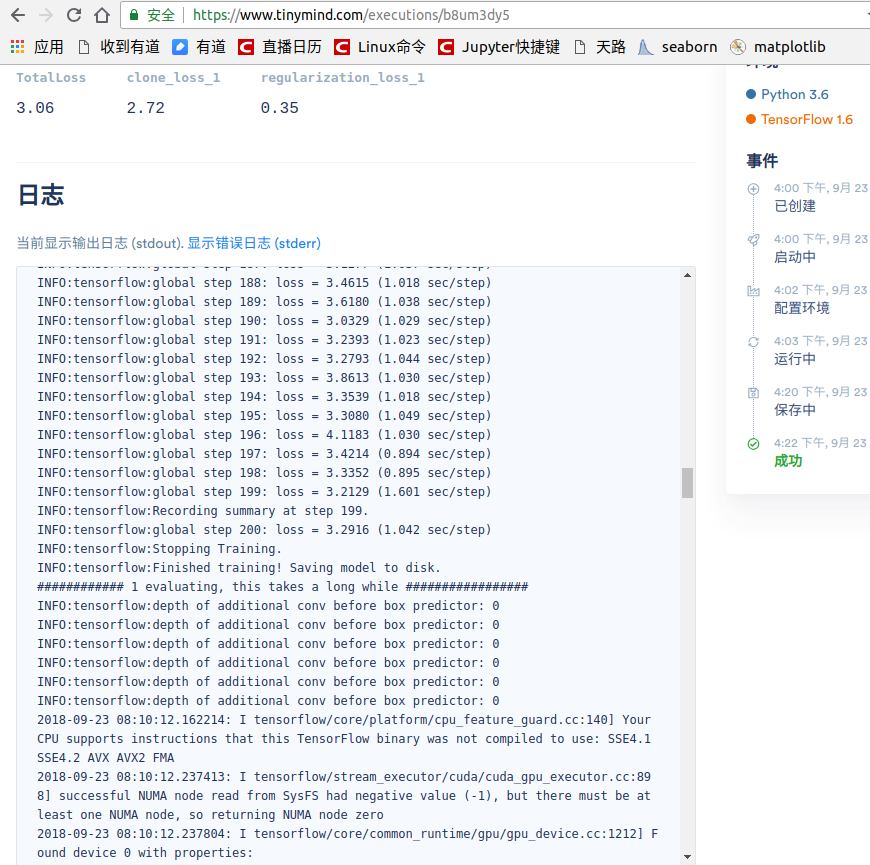 安全 https://www.tinymind.com/executions/b8um3dy5
应用 收到有道 有道 直播日历 Linux命令 Jupyter快捷键 天路 seaborn matplotlib
TotalLoss clone_loss_1 regularization_loss_1
3.06 2.72 0.35
日志
当前显示输出日志 (stdout). 显示错误日志 (stderr)
INFO:tensorflow:global step 188: loss = 3.4615 (1.018 sec/step)
INFO:tensorflow:global step 189: loss = 3.6180 (1.038 sec/step)
INFO:tensorflow:global step 190: loss = 3.0329 (1.029 sec/step)
INFO:tensorflow:global step 191: loss = 3.2393 (1.023 sec/step)
INFO:tensorflow:global step 192: loss = 3.2793 (1.044 sec/step)
INFO:tensorflow:global step 193: loss = 3.8613 (1.030 sec/step)
INFO:tensorflow:global step 194: loss = 3.3539 (1.018 sec/step)
INFO:tensorflow:global step 195: loss = 3.3080 (1.049 sec/step)
INFO:tensorflow:global step 196: loss = 4.1183 (1.030 sec/step)
INFO:tensorflow:global step 197: loss = 3.4214 (0.894 sec/step)
INFO:tensorflow:global step 198: loss = 3.3352 (0.895 sec/step)
INFO:tensorflow:global step 199: loss = 3.2129 (1.601 sec/step)
INFO:tensorflow:Recording summary at step 199.
INFO:tensorflow:global step 200: loss = 3.2916 (1.042 sec/step)
INFO:tensorflow:Stopping Training.
INFO:tensorflow:Finished training! Saving model to disk.
############ 1 evaluating, this takes a long while #################
INFO:tensorflow:depth of additional conv before box predictor: 0
INFO:tensorflow:depth of additional conv before box predictor: 0
INFO:tensorflow:depth of additional conv before box predictor: 0
INFO:tensorflow:depth of additional conv before box predictor: 0
INFO:tensorflow:depth of additional conv before box predictor: 0
INFO:tensorflow:depth of additional conv before box predictor: 0
2018-09-23 08:10:12.162214: I tensorflow/core/platform/cpu_feature_guard.cc:140] Your
CPU supports instructions that this TensorFlow binary was not compiled to use: SSE4.1
SSE4.2 AVX AVX2 FMA
2018-09-23 08:10:12.237413: I tensorflow/stream_executor/cuda/cuda_gpu_executor.cc:89
8] successful NUMA node read from SysFS had negative value (-1), but there must be at
least one NUMA node, so returning NUMA node zero
2018-09-23 08:10:12.237804: I tensorflow/core/common_runtime/gpu/gpu_device.cc:1212] F
ound device 0 with properties:
Python 3.6
TensorFlow 1.6
事件
4:00 下午, 9月 23
已创建
4:00 下午, 9月 23
启动中
4:02 下午, 9月 23
配置环境
4:03 下午, 9月 23
运行中
4:20 下午, 9月 23
保存中
4:22 下午, 9月 23
成功